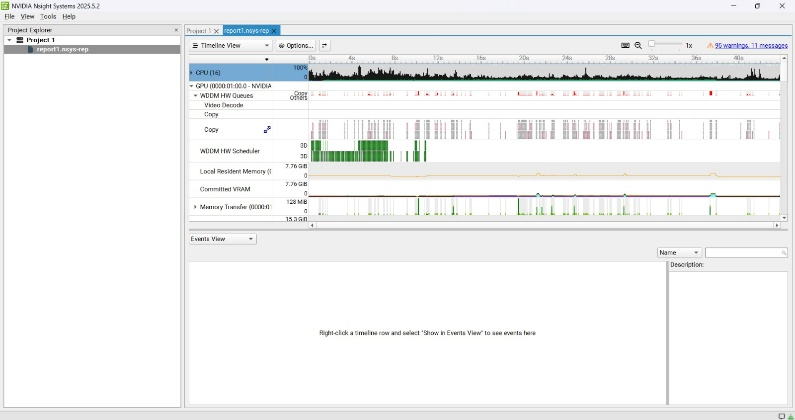 NVIDIA Nsight Systems 2025.5.2
File View Tools Help
Project Explorer
Project 1
report1.nsys-rep
Project 1
report1.nsys-rep
Timeline View
Options...
1x
95 warnings, 11 messages
0s 4s 8s 12s 16s 20s 24s 28s 32s 36s 40s
CPU (16)
100%
0
GPU (0000:01:00.0 - NVIDIA
WDDM HW Queues
Copy
Others
Video Decode
Copy
Copy
WDDM HW Scheduler
3D
3D
Local Resident Memory (
7.76 GiB
0
Committed VRAM
7.76 GiB
0
Memory Transfer (0000:0
128 MiB
0
15.3 GiB
Events View
Name
Description:
Right-click a timeline row and select "Show in Events View" to see events here